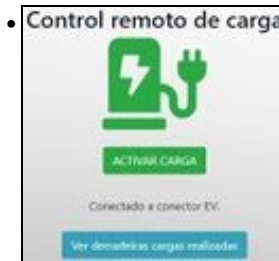 Control remoto de carga
ACTIVAR CARGA
Conectado a conector EV.
Ver derradeiras cargas realizadas